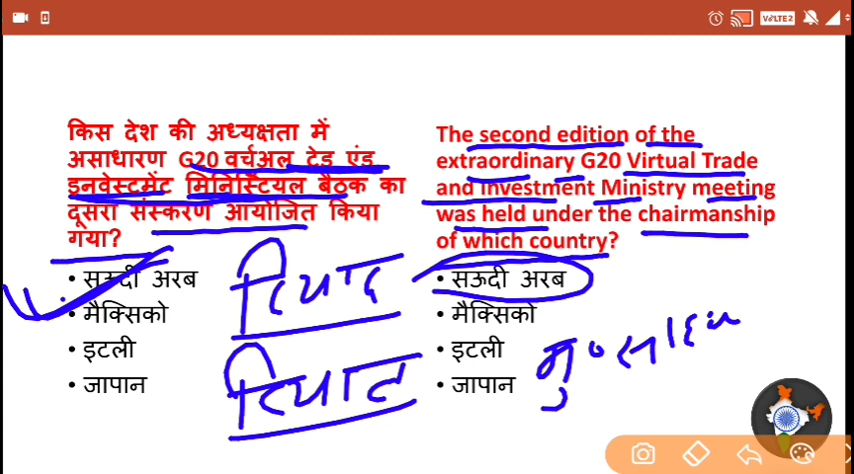 VoLTE2
किस देश की अध्यक्षता में
असाधारण G20 वर्चुअल ट्रेड एंड
इनवेस्टमेंट मिनिस्ट्रियल बैठक का
दूसरा संस्करण आयोजित किया
गया?
• सऊदी अरब
• मैक्सिको
• इटली
• जापान
The second edition of the
extraordinary G20 Virtual Trade
and Investment Ministry meeting
was held under the chairmanship
of which country?
• सऊदी अरब
• मैक्सिको
• इटली
• जापान
रियाद